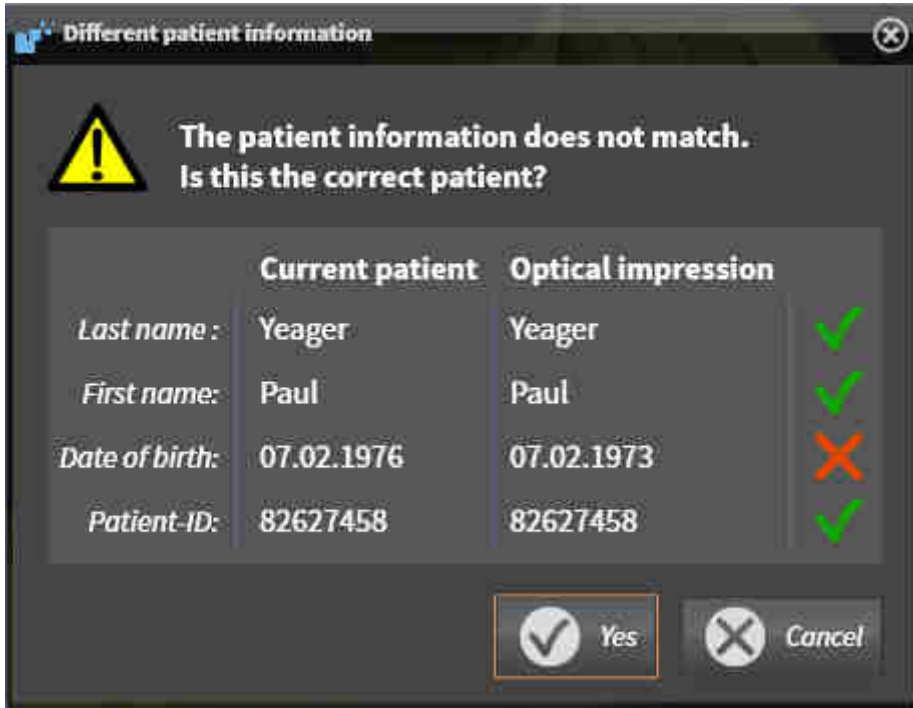 Different patient information
The patient information does not match.
Is this the correct patient?
Current patient Optical impression
Last name : Yeager Yeager
First name: Paul Paul
Date of birth: 07.02.1976 07.02.1973
Patient-ID: 82627458 82627458
Yes Cancel